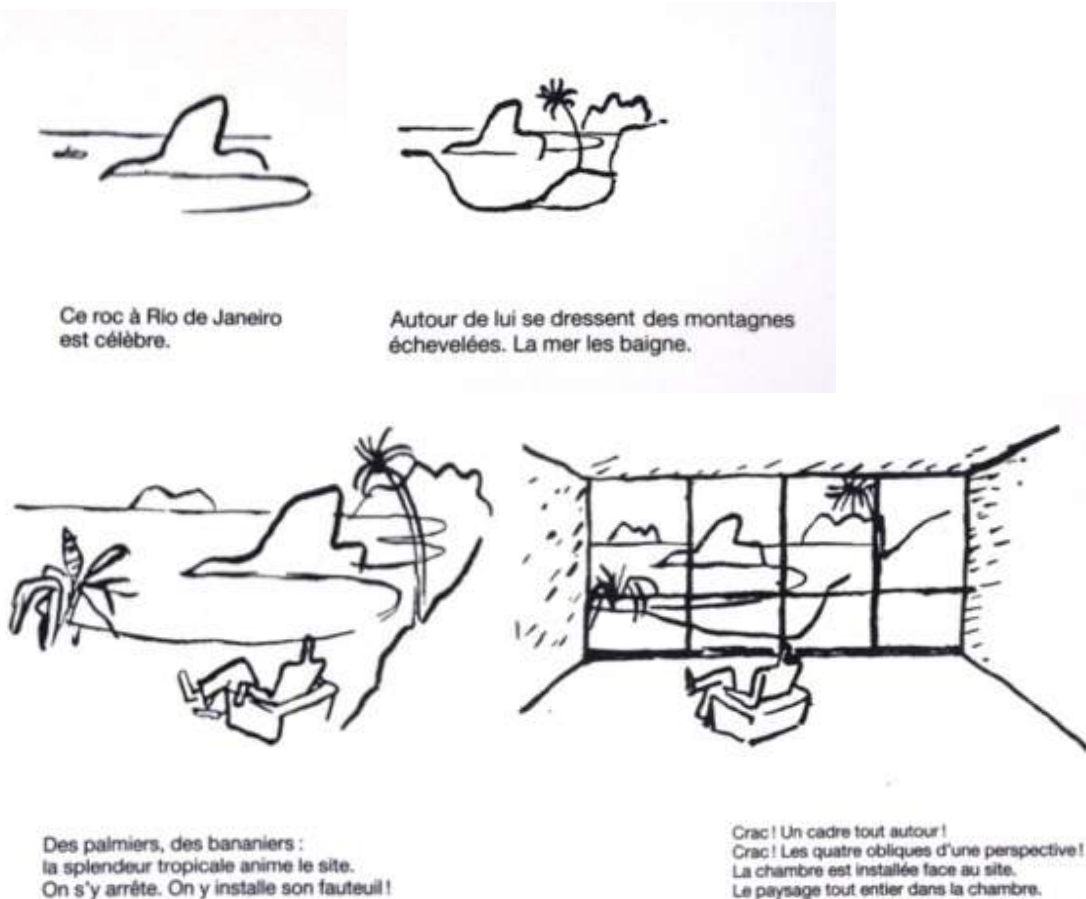 Ce roc à Rio de Janeiro
est célèbre.
Autour de lui se dressent des montagnes
échevelées. La mer les baigne.
Des palmiers, des bananiers :
la splendeur tropicale anime le site.
On s'y arrête. On y installe son fauteuil !
Crac ! Un cadre tout autour !
Crac ! Les quatre obliques d'une perspective !
La chambre est installée face au site.
Le paysage tout entier dans la chambre.